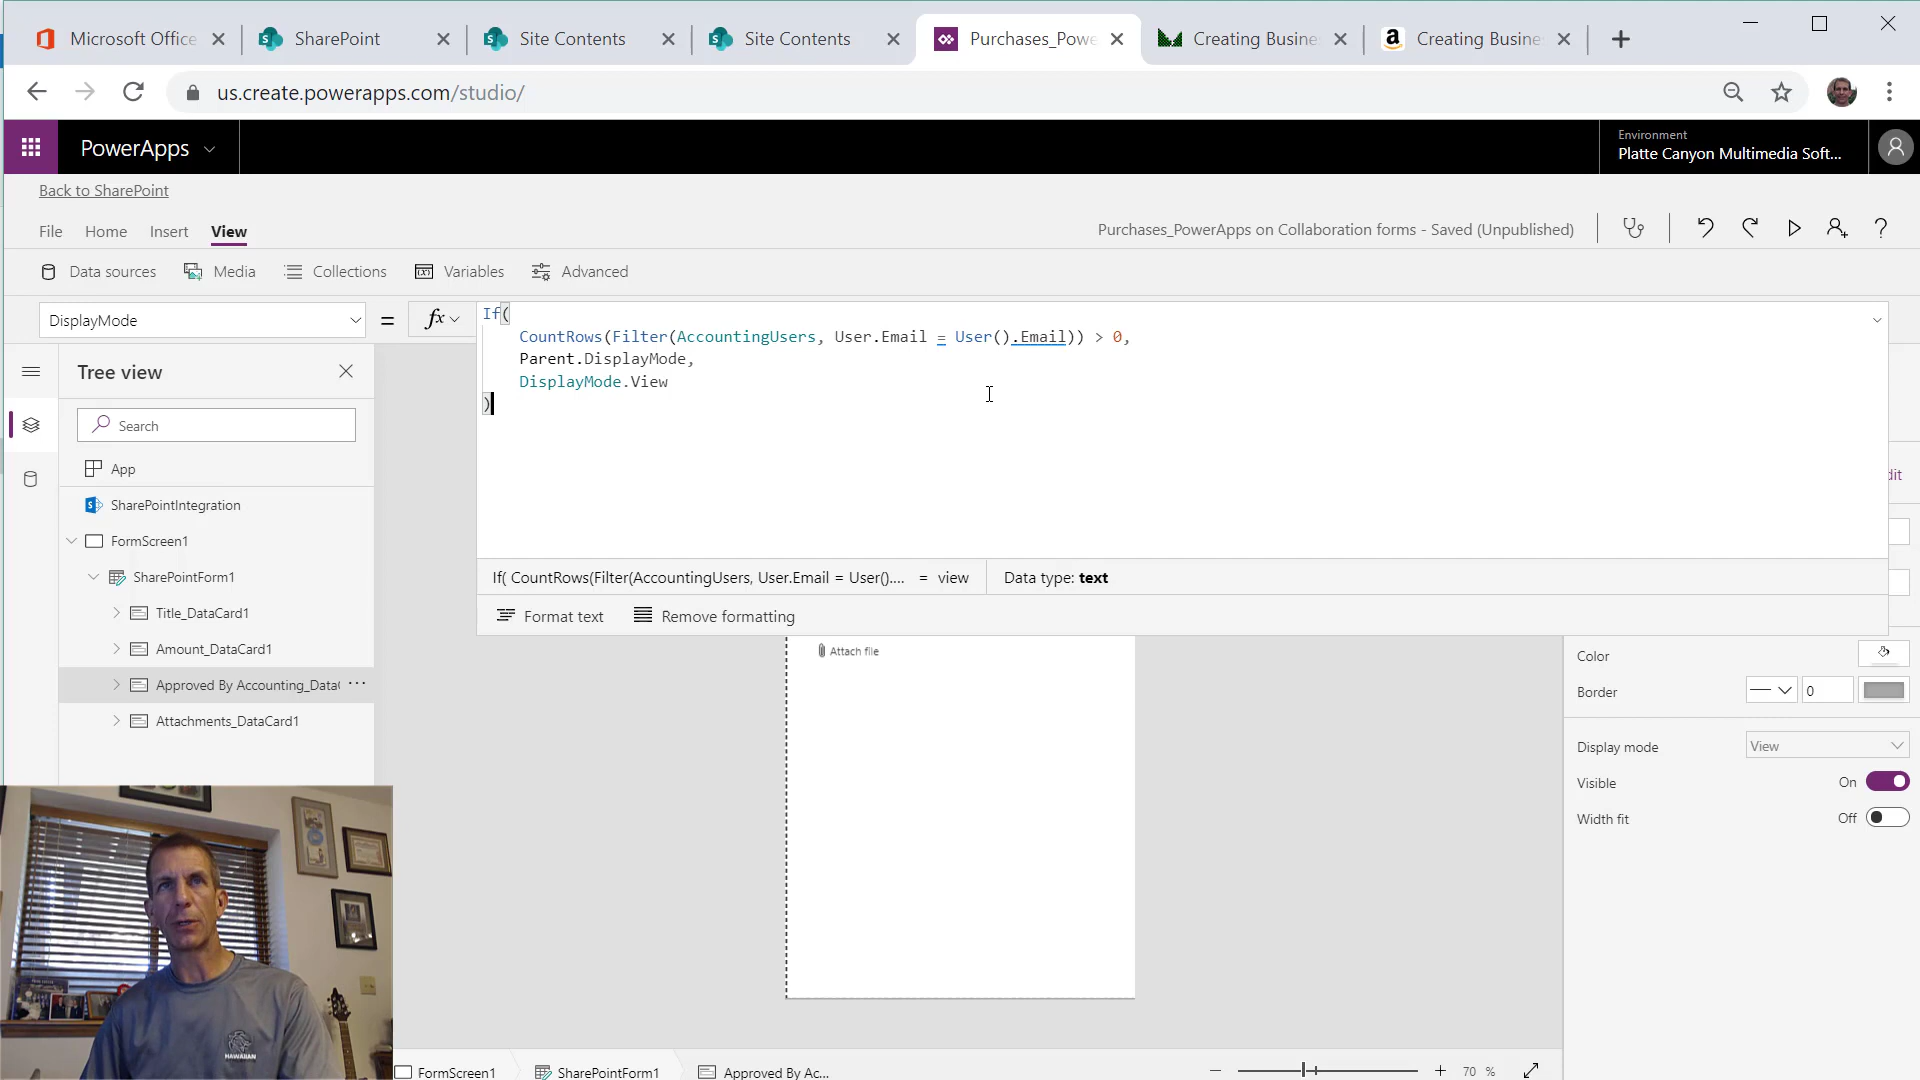 Microsoft Office
SharePoint
Site Contents
Site Contents
Purchases_Powe
Creating Busine
Creating Busine
us.create.powerapps.com/studio/
PowerApps
Environment
Platte Canyon Multimedia Soft...
Back to SharePoint
File Home Insert View
Purchases_PowerApps on Collaboration forms - Saved (Unpublished)
Data sources Media Collections Variables Advanced
DisplayMode = fx
If(
CountRows(Filter(AccountingUsers, User.Email = User().Email)) > 0,
Parent.DisplayMode,
DisplayMode.View
)
Tree view
Search
App
SharePointIntegration
FormScreen1
SharePointForm1
Title_DataCard1
Amount_DataCard1
Approved By Accounting_Data
Attachments_DataCard1
dit
If( CountRows(Filter(AccountingUsers, User.Email = User().... = view
Data type: text
Format text Remove formatting
Attach file
Color
Border 0
Display mode View
Visible On
Width fit Off
HAWAIIAN
FormScreen1 SharePointForm1 Approved By Ac... 70 %